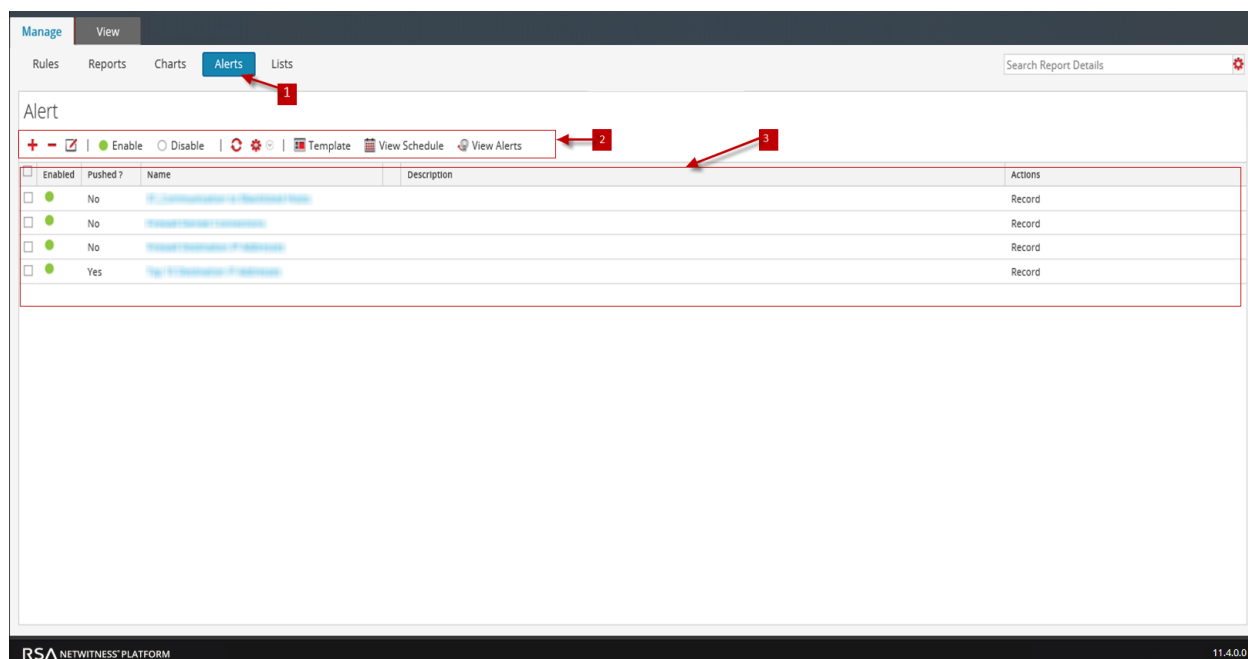 Manage View
Rules Reports Charts Alerts Lists Search Report Details
1
Alert
Enable Disable Template View Schedule View Alerts
2
3
Enabled Pushed ? Name Description Actions
No Record
No Record
No Record
Yes Record
RSA NETWITNESS® PLATFORM 11.4.0.0